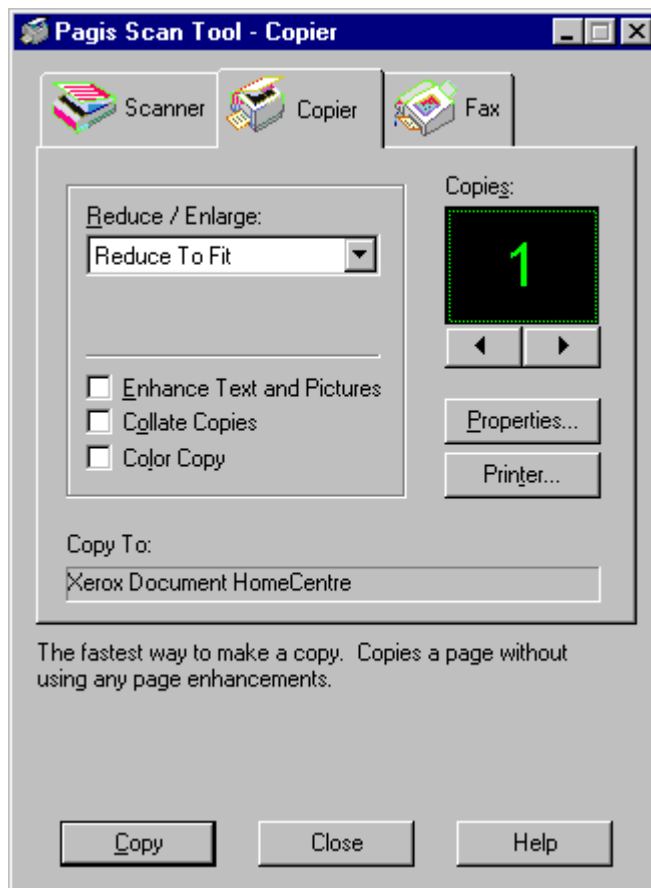 Pagis Scan Tool - Copier
Scanner
Copier
Fax
Reduce / Enlarge:
Reduce To Fit
Copies:
1
Enhance Text and Pictures
Collate Copies
Color Copy
Properties...
Printer...
Copy To:
Xerox Document HomeCentre
The fastest way to make a copy.  Copies a page without
using any page enhancements.
Copy
Close
Help